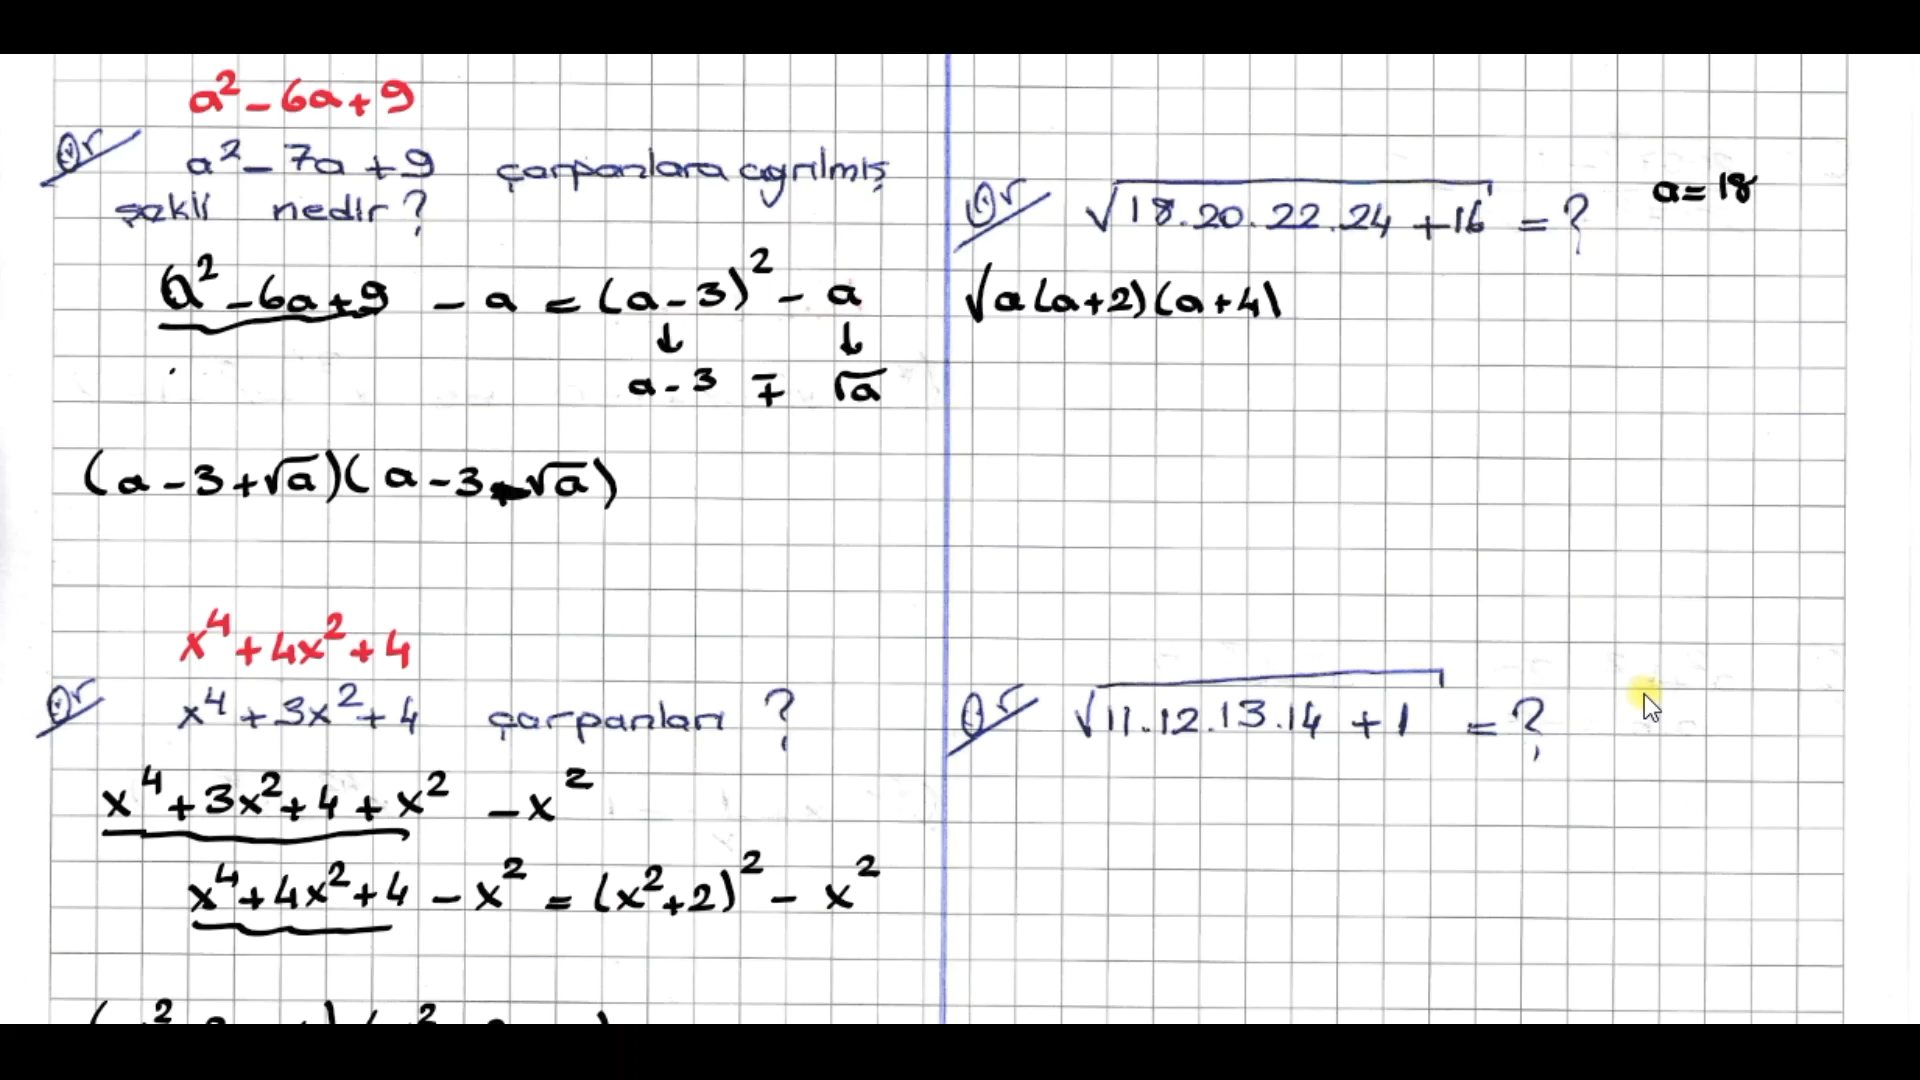 a² - 6a + 9
Ör a² - 7a + 9 çarpanlara ayrılmış
şekli nedir?
a² - 6a + 9 - a = (a - 3)² - a
↓ ↓
a - 3 ∓ √a
(a - 3 + √a)(a - 3 - √a)
x⁴ + 4x² + 4
Ör x⁴ + 3x² + 4 çarpanları ?
x⁴ + 3x² + 4 + x² - x²
x⁴ + 4x² + 4 - x² = (x² + 2)² - x²
Ör √18.20.22.24 + 16 = ? a = 18
√a(a+2)(a+4)
Ör √11.12.13.14 + 1 = ?